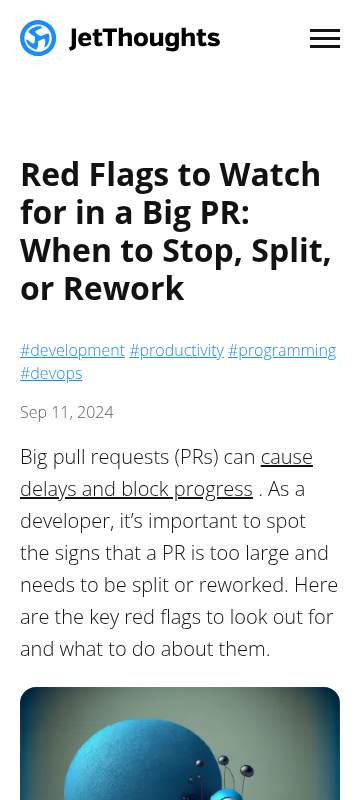 JetThoughts
Red Flags to Watch
for in a Big PR:
When to Stop, Split,
or Rework
#development #productivity #programming
#devops
Sep 11, 2024
Big pull requests (PRs) can cause
delays and block progress . As a
developer, it’s important to spot
the signs that a PR is too large and
needs to be split or reworked. Here
are the key red flags to look out for
and what to do about them.